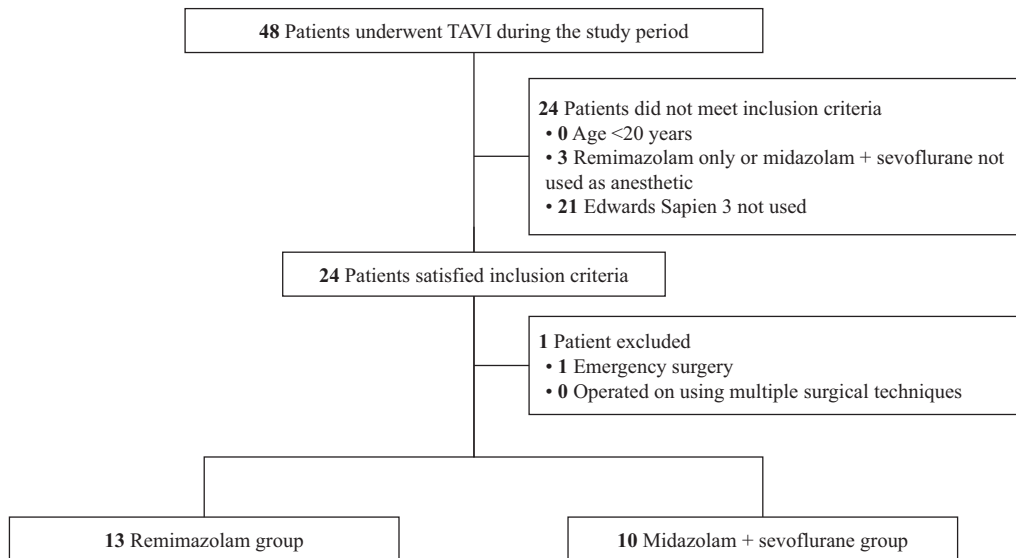 48 Patients underwent TAVI during the study period
24 Patients did not meet inclusion criteria
• 0 Age <20 years
• 3 Remimazolam only or midazolam + sevoflurane not
used as anesthetic
• 21 Edwards Sapien 3 not used
24 Patients satisfied inclusion criteria
1 Patient excluded
• 1 Emergency surgery
• 0 Operated on using multiple surgical techniques
13 Remimazolam group
10 Midazolam + sevoflurane group